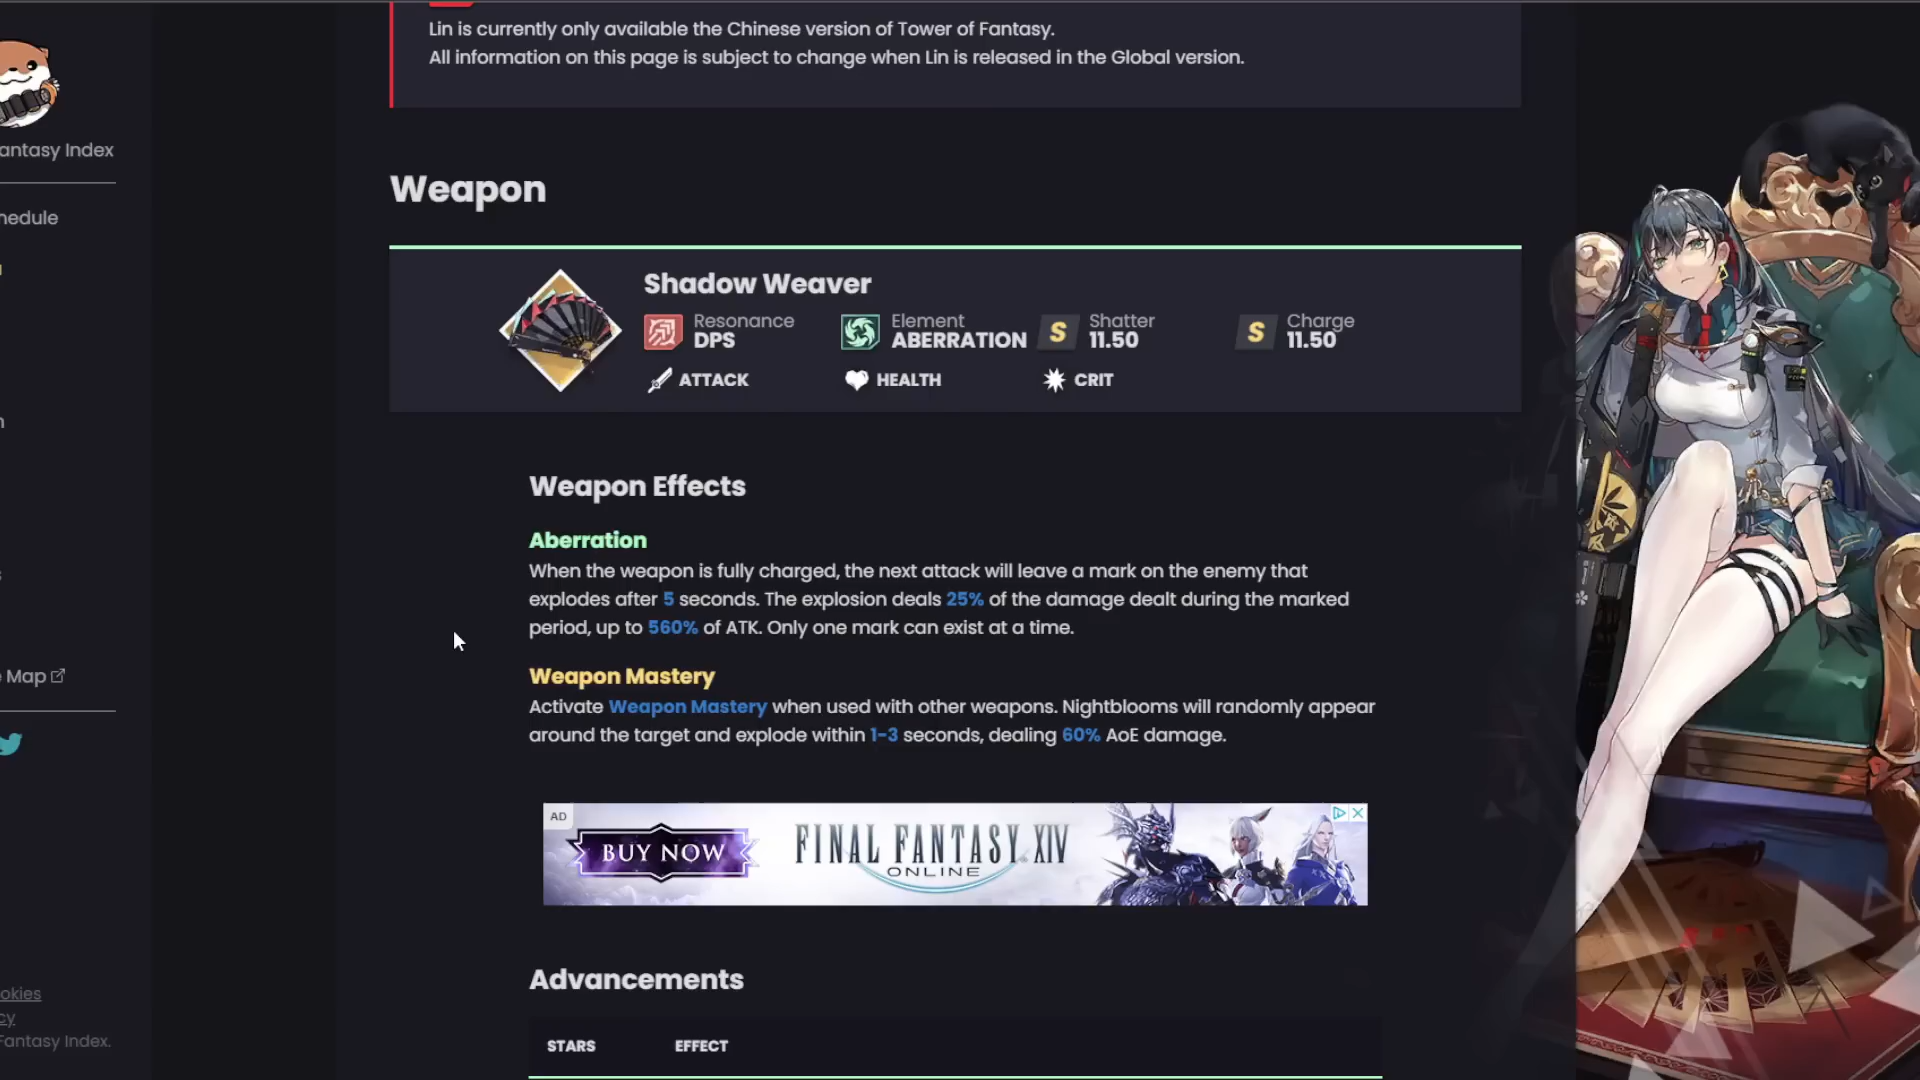 Lin is currently only available the Chinese version of Tower of Fantasy.
All information on this page is subject to change when Lin is released in the Global version.
antasy Index
hedule
Map
okies
cy
Fantasy Index.
Weapon
Shadow Weaver
Resonance
DPS
Element
ABERRATION
S
Shatter
11.50
S
Charge
11.50
ATTACK
HEALTH
CRIT
Weapon Effects
Aberration
When the weapon is fully charged, the next attack will leave a mark on the enemy that
explodes after 5 seconds. The explosion deals 25% of the damage dealt during the marked
period, up to 560% of ATK. Only one mark can exist at a time.
Weapon Mastery
Activate Weapon Mastery when used with other weapons. Nightblooms will randomly appear
around the target and explode within 1-3 seconds, dealing 60% AoE damage.
AD
BUY NOW
FINAL FANTASY XIV
ONLINE
Advancements
STARS EFFECT